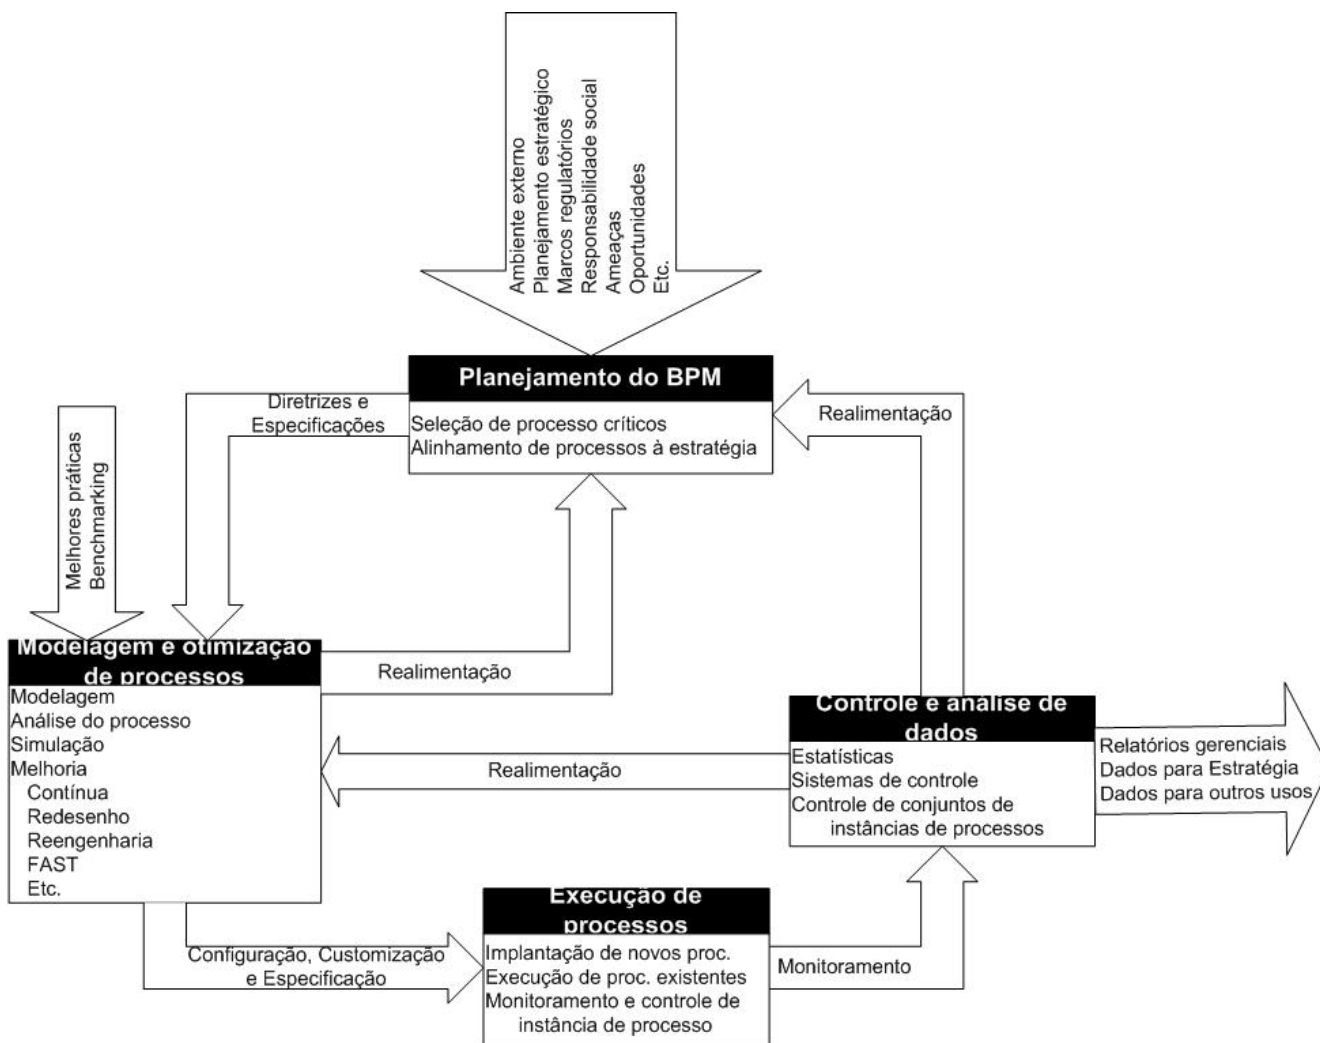 Ambiente externo
Planejamento estratégico
Marcos regulatórios
Responsabilidade social
Ameaças
Oportunidades
Etc.
Planejamento do BPM
Seleção de processo críticos
Alinhamento de processos à estratégia
Diretrizes e
Especificações
Realimentação
Melhores práticas
Benchmarking
Modelagem e otimização
de processos
Modelagem
Análise do processo
Simulação
Melhoria
Contínua
Redesenho
Reengenharia
FAST
Etc.
Realimentação
Realimentação
Controle e análise de
dados
Estatísticas
Sistemas de controle
Controle de conjuntos de
instâncias de processos
Relatórios gerenciais
Dados para Estratégia
Dados para outros usos
Configuração, Customização
e Especificação
Execução de
processos
Implantação de novos proc.
Execução de proc. existentes
Monitoramento e controle de
instância de processo
Monitoramento